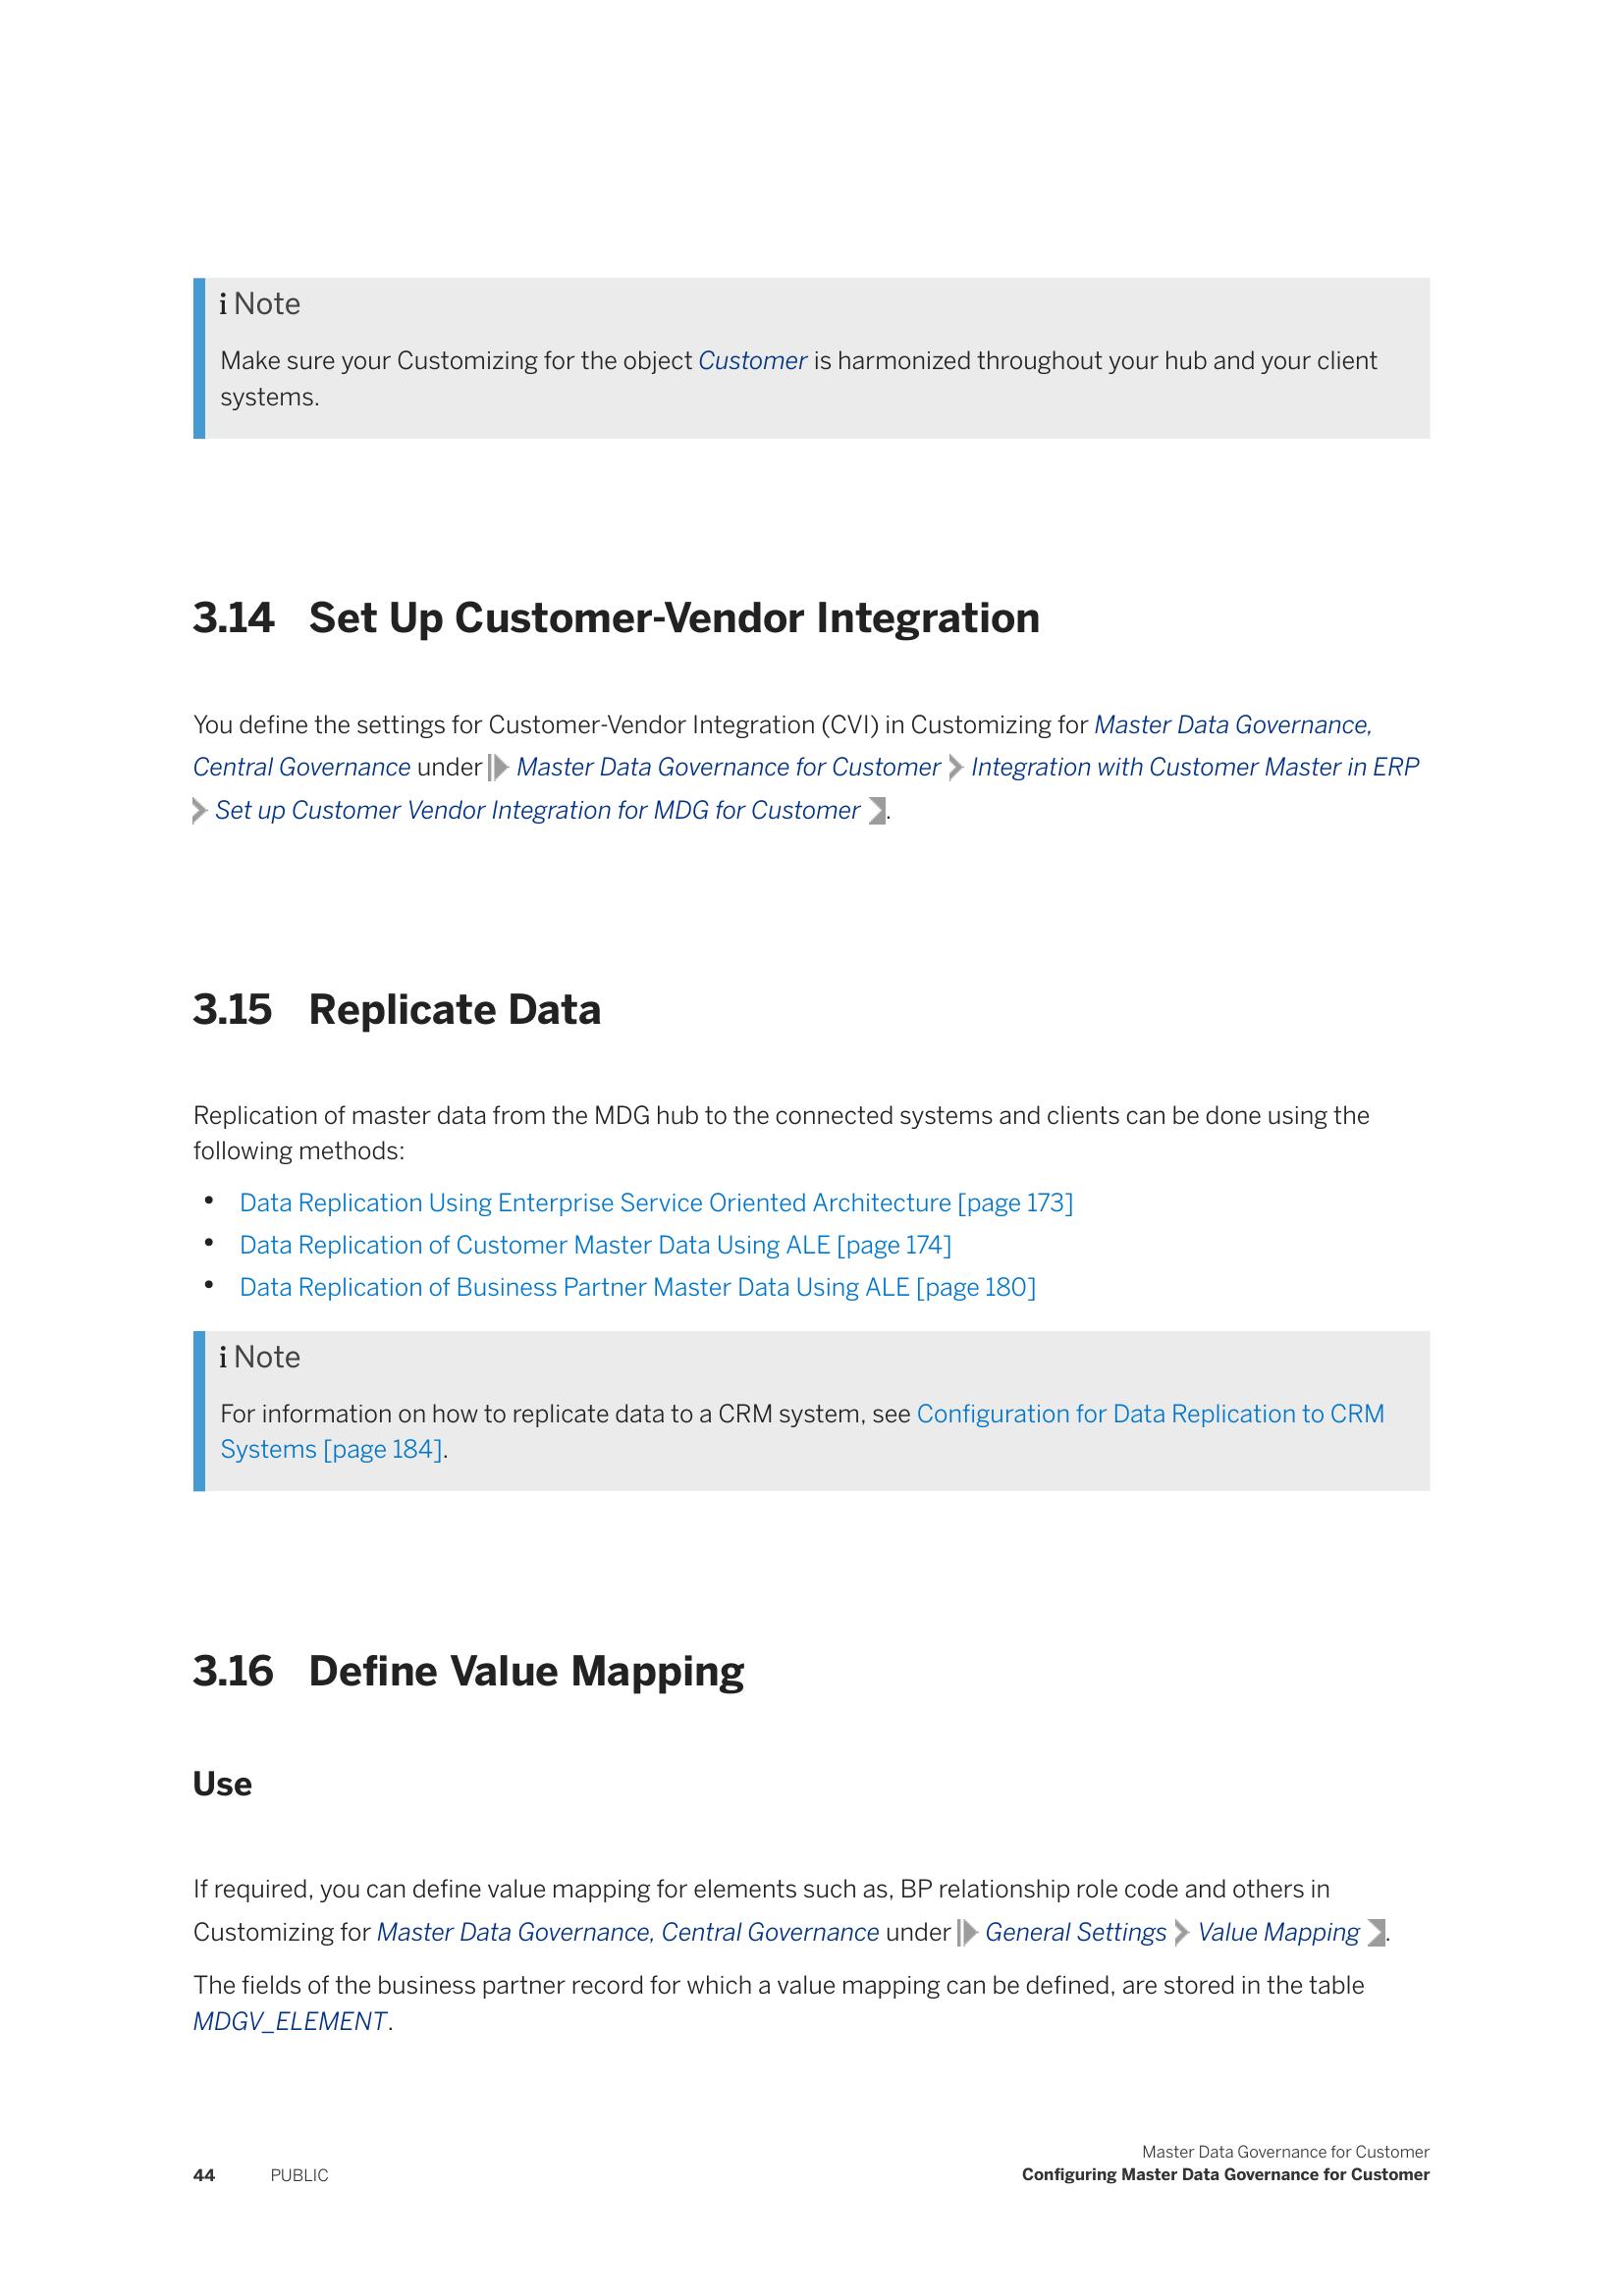 i Note
Make sure your Customizing for the object Customer is harmonized throughout your hub and your client
systems.
3.14 Set Up Customer-Vendor Integration
You define the settings for Customer-Vendor Integration (CVI) in Customizing for Master Data Governance,
Central Governance under Master Data Governance for Customer Integration with Customer Master in ERP
Set up Customer Vendor Integration for MDG for Customer .
3.15 Replicate Data
Replication of master data from the MDG hub to the connected systems and clients can be done using the
following methods:
• Data Replication Using Enterprise Service Oriented Architecture [page 173]
• Data Replication of Customer Master Data Using ALE [page 174]
• Data Replication of Business Partner Master Data Using ALE [page 180]
i Note
For information on how to replicate data to a CRM system, see Configuration for Data Replication to CRM
Systems [page 184].
3.16 Define Value Mapping
Use
If required, you can define value mapping for elements such as, BP relationship role code and others in
Customizing for Master Data Governance, Central Governance under General Settings Value Mapping .
The fields of the business partner record for which a value mapping can be defined, are stored in the table
MDGV_ELEMENT.
Master Data Governance for Customer
44 PUBLIC Configuring Master Data Governance for Customer